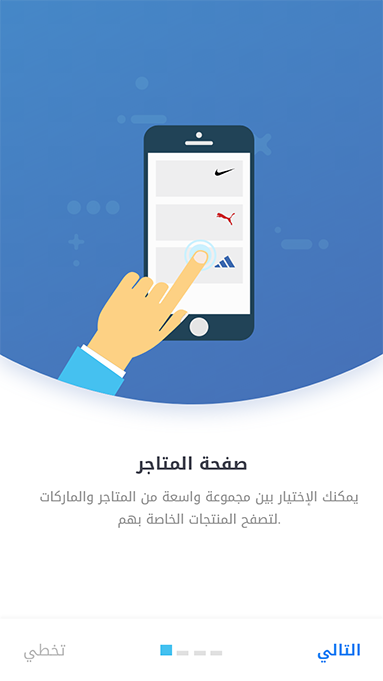 صفحة المتاجر
يمكنك الإختيار بين مجموعة واسعة من المتاجر والماركات
لتصفح المنتجات الخاصة بهم.
التالي
تخطي